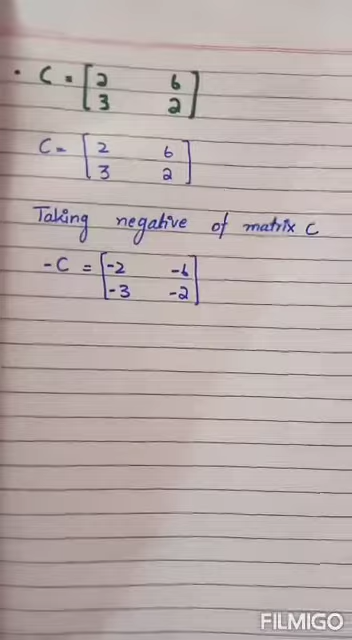 . C = [2 6
3 2]
C = [2 6
3 2]
Taking negative of matrix C
-C = [-2 -6
-3 -2]
FILMIGO